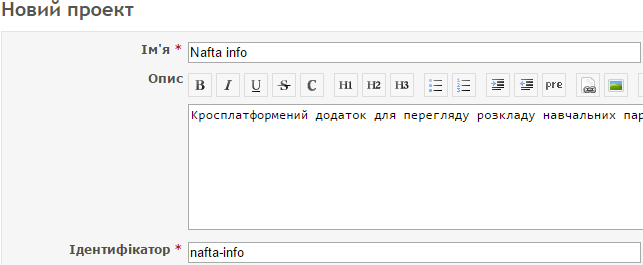 Новий проект
Ім'я *
Nafta info
Опис
B I U S C H1 H2 H3 pre
Кросплатформений додаток для перегляду розкладу навчальних пар
Ідентифікатор *
nafta-info